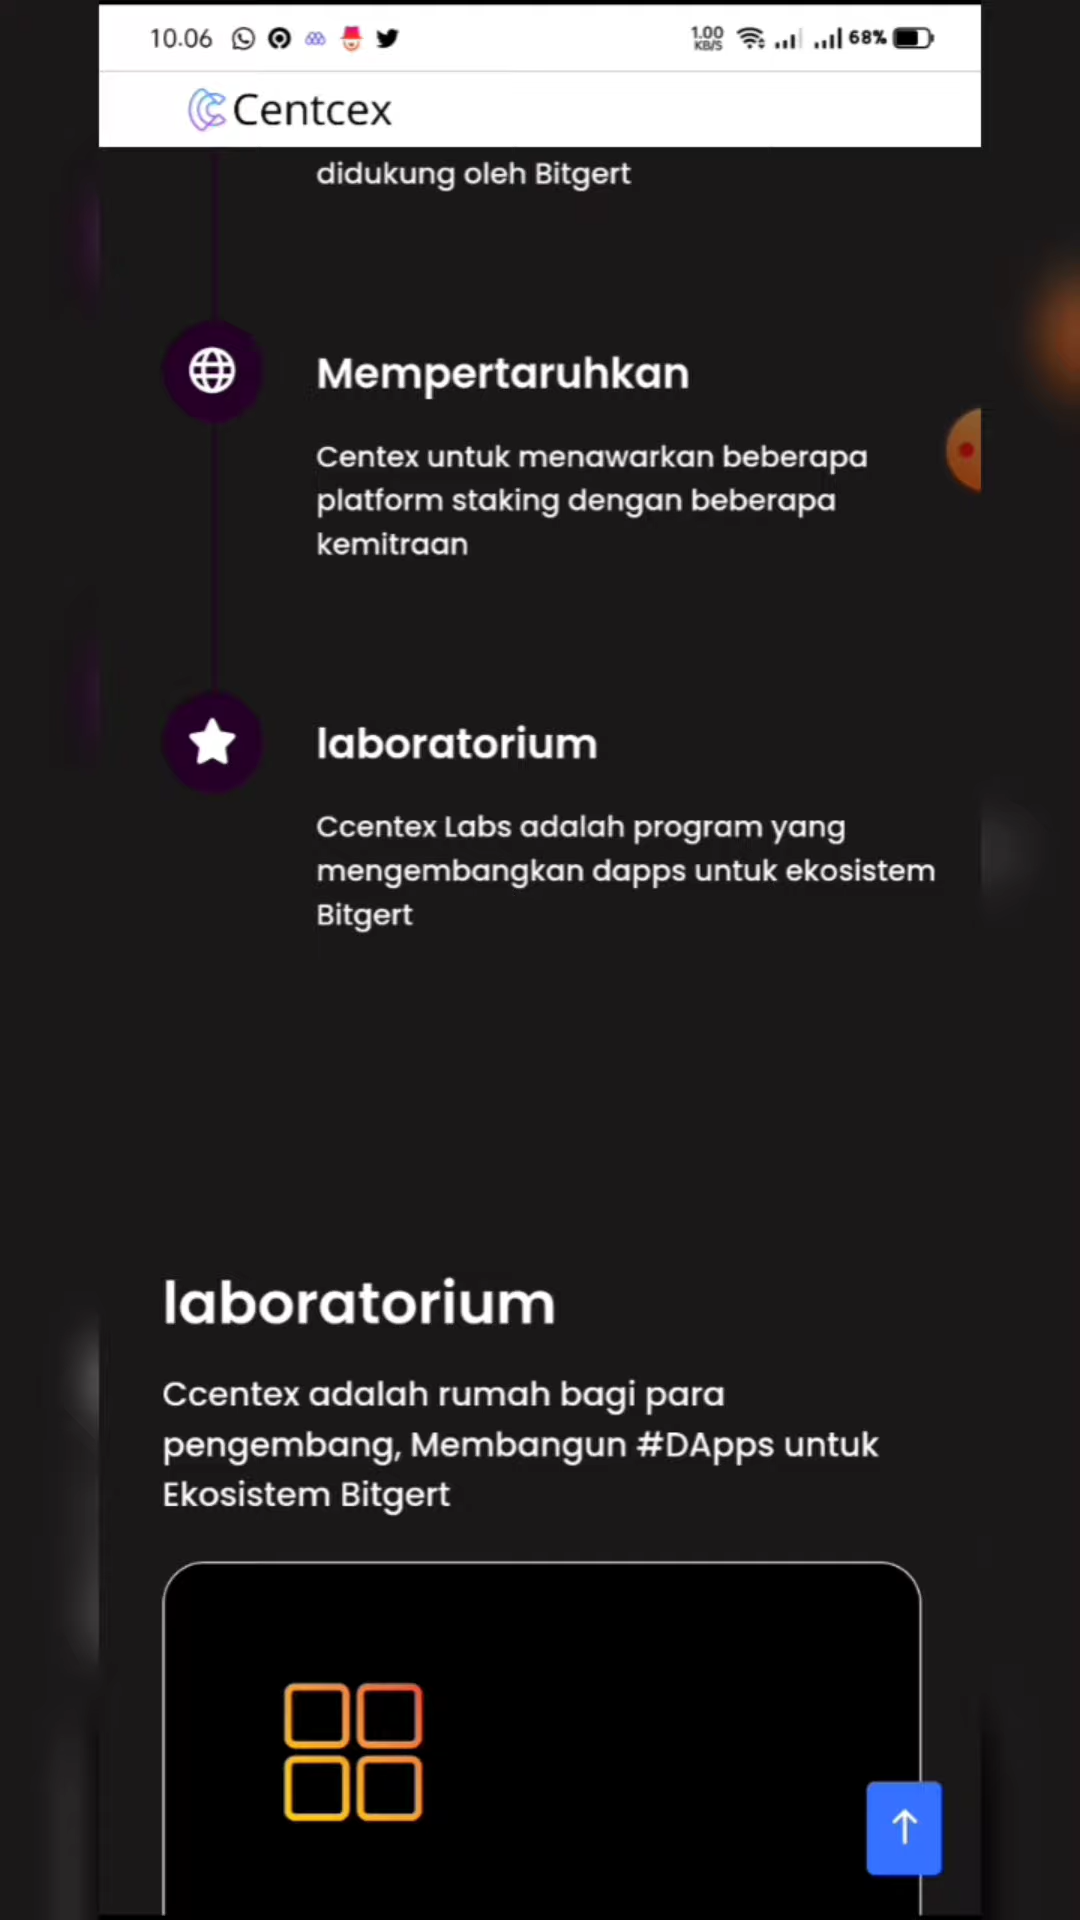 10.06
1.00
KB/S
68%
Centcex
didukung oleh Bitgert
Mempertaruhkan
Centex untuk menawarkan beberapa
platform staking dengan beberapa
kemitraan
laboratorium
Ccentex Labs adalah program yang
mengembangkan dapps untuk ekosistem
Bitgert
laboratorium
Ccentex adalah rumah bagi para
pengembang, Membangun #DApps untuk
Ekosistem Bitgert